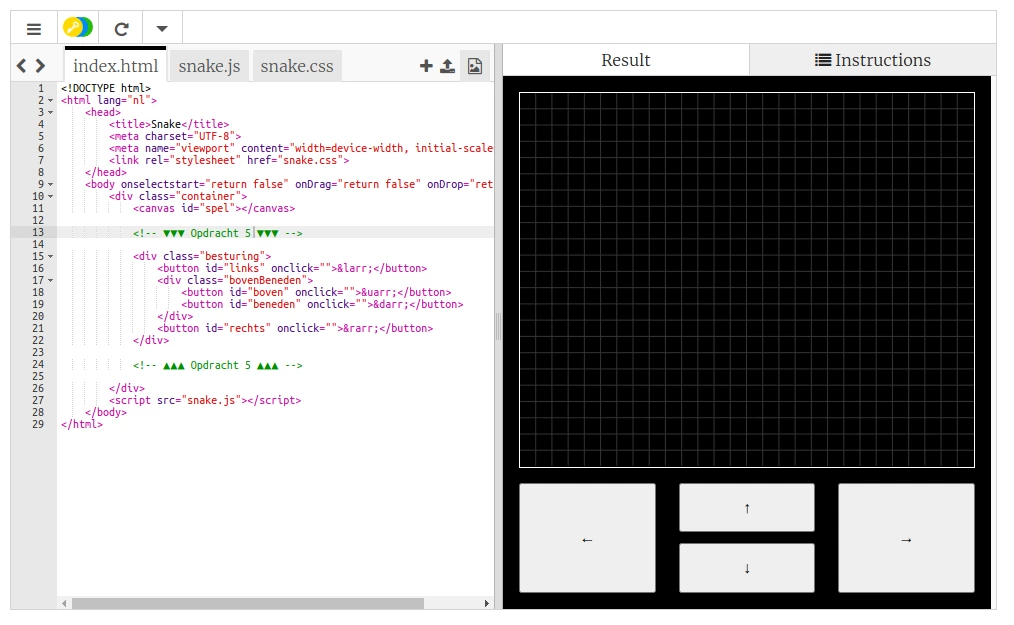 index.html snake.js snake.css
Result Instructions
1 <!DOCTYPE html>
2 <html lang="nl">
3 <head>
4 <title>Snake</title>
5 <meta charset="UTF-8">
6 <meta name="viewport" content="width=device-width, initial-scale
7 <link rel="stylesheet" href="snake.css">
8 </head>
9 <body onselectstart="return false" onDrag="return false" onDrop="ret
10 <div class="container">
11 <canvas id="spel"></canvas>
12
13 <!-- ▼▼▼ Opdracht 5 ▼▼▼ -->
14
15 <div class="besturing">
16 <button id="links" onclick="">&larr;</button>
17 <div class="bovenBeneden">
18 <button id="boven" onclick="">&uarr;</button>
19 <button id="beneden" onclick="">&darr;</button>
20 </div>
21 <button id="rechts" onclick="">&rarr;</button>
22 </div>
23
24 <!-- ▲▲▲ Opdracht 5 ▲▲▲ -->
25
26 </div>
27 <script src="snake.js"></script>
28 </body>
29 </html>
←
↑
↓
→